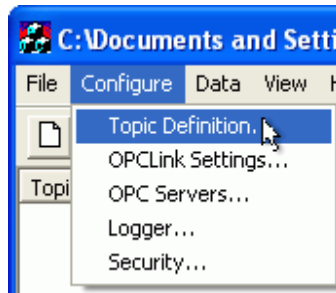 C:\Documents and Setti
File Configure Data View
Topic Definition...
OPCLink Settings...
Topi OPC Servers...
Logger...
Security...